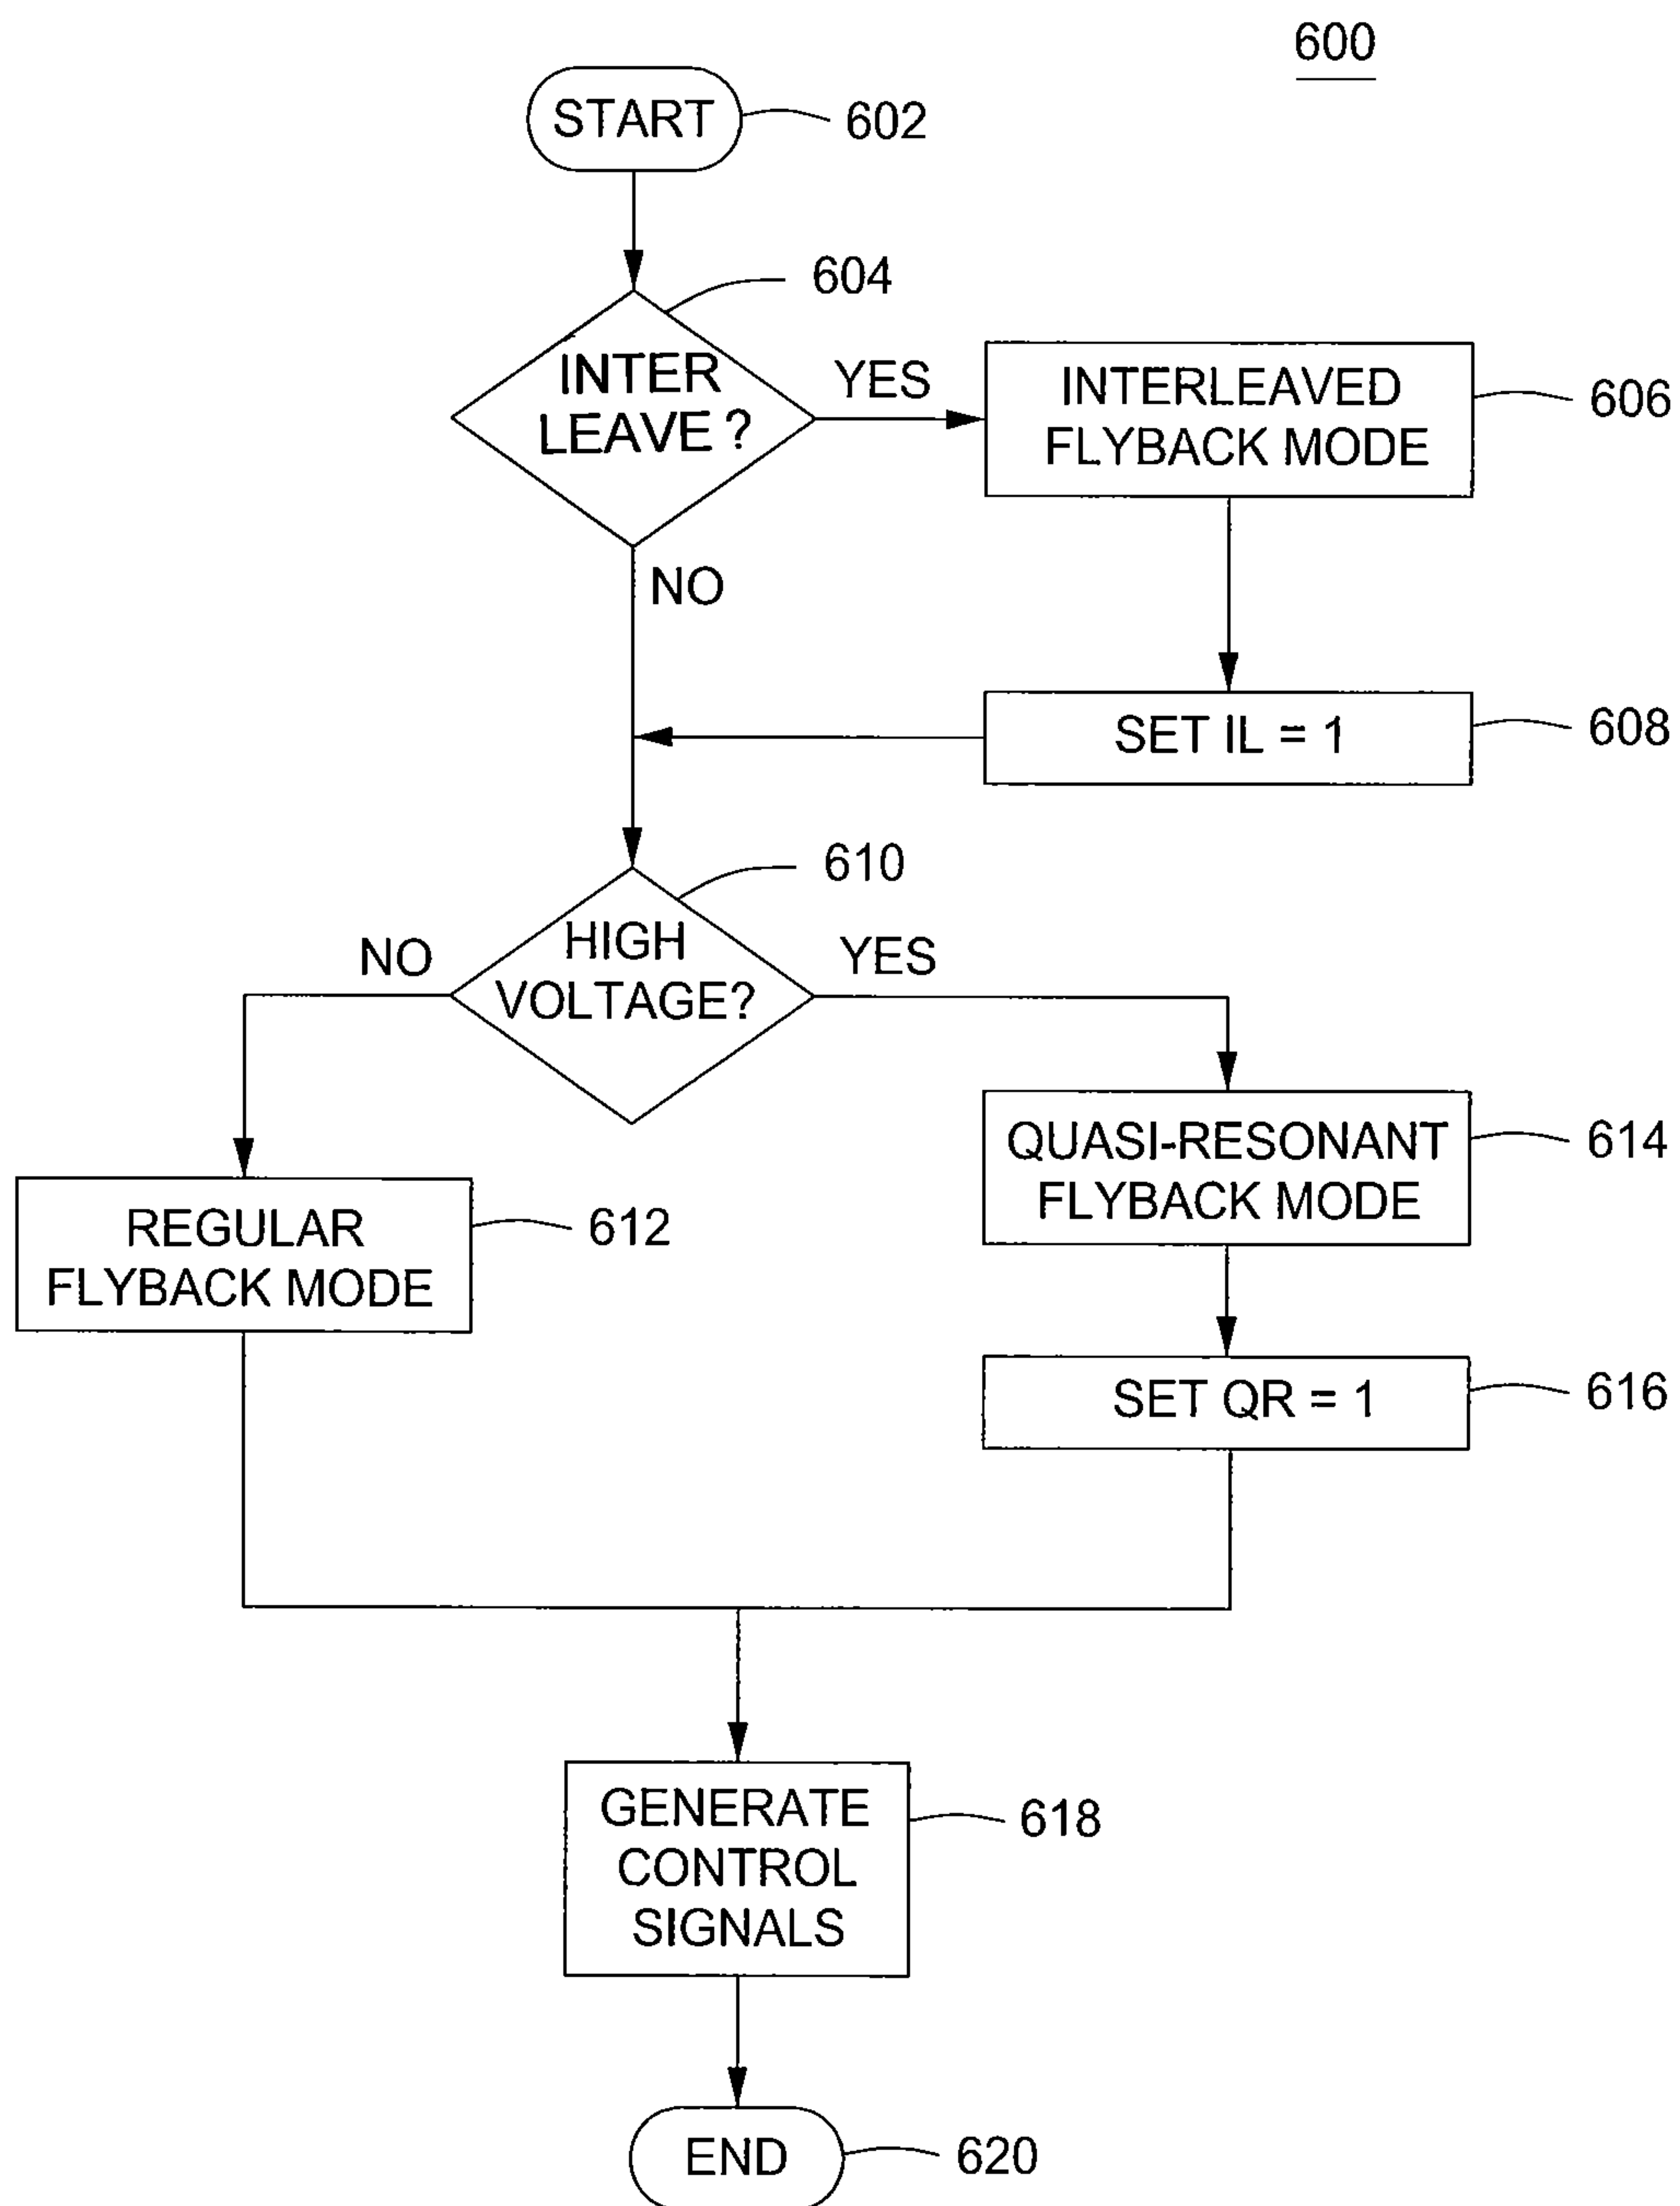 600
START
602
604
INTER
LEAVE ?
YES
INTERLEAVED
FLYBACK MODE
606
NO
SET IL = 1
608
610
HIGH
VOLTAGE?
NO
YES
QUASI-RESONANT
FLYBACK MODE
614
REGULAR
FLYBACK MODE
612
SET QR = 1
616
GENERATE
CONTROL
SIGNALS
618
END
620